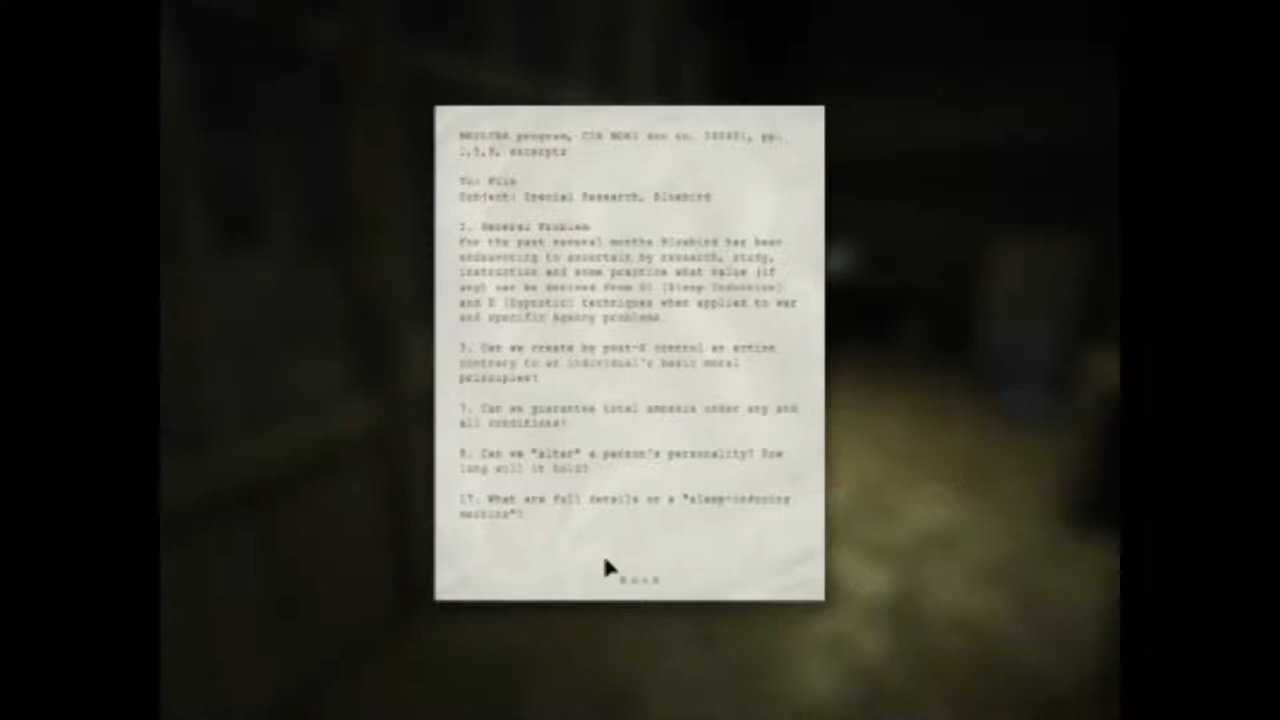 program, CIA MORI doc no. pp.
excerpts
To: File
Subject: Special Research, Bluebird
1. General Problem
For the past several months Bluebird has been
endeavoring to ascertain by research, study,
instruction and some practice what value (if
any) can be derived from SI (Sleep Induction)
and H (Hypnotic) techniques when applied to war
and specific Agency problems.
Can we create by post-H control an action
contrary to an individual's basic moral
principles?
7. Can we guarantee total amnesia under any and
all conditions?
8. Can we "alter" a person's personality? How
long will it hold?
17. What are full details or a "sleep-inducing
machine"?